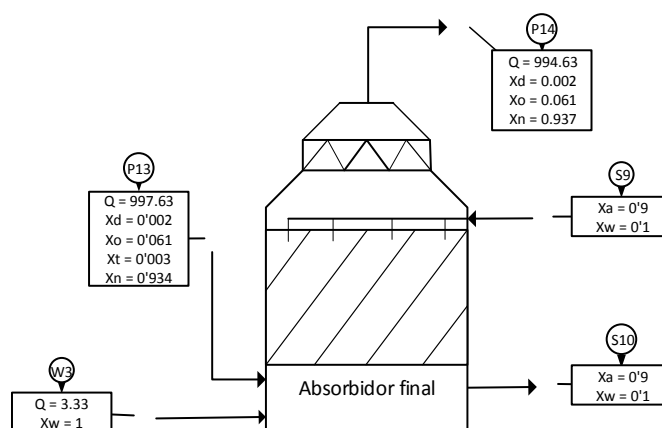 P14
Q = 994.63
Xd = 0.002
Xo = 0.061
Xn = 0.937
P13
Q = 997.63
Xd = 0'002
Xo = 0'061
Xt = 0'003
Xn = 0'934
S9
Xa = 0'9
Xw = 0'1
S10
Xa = 0'9
Xw = 0'1
Absorbidor final
W3
Q = 3.33
Xw = 1